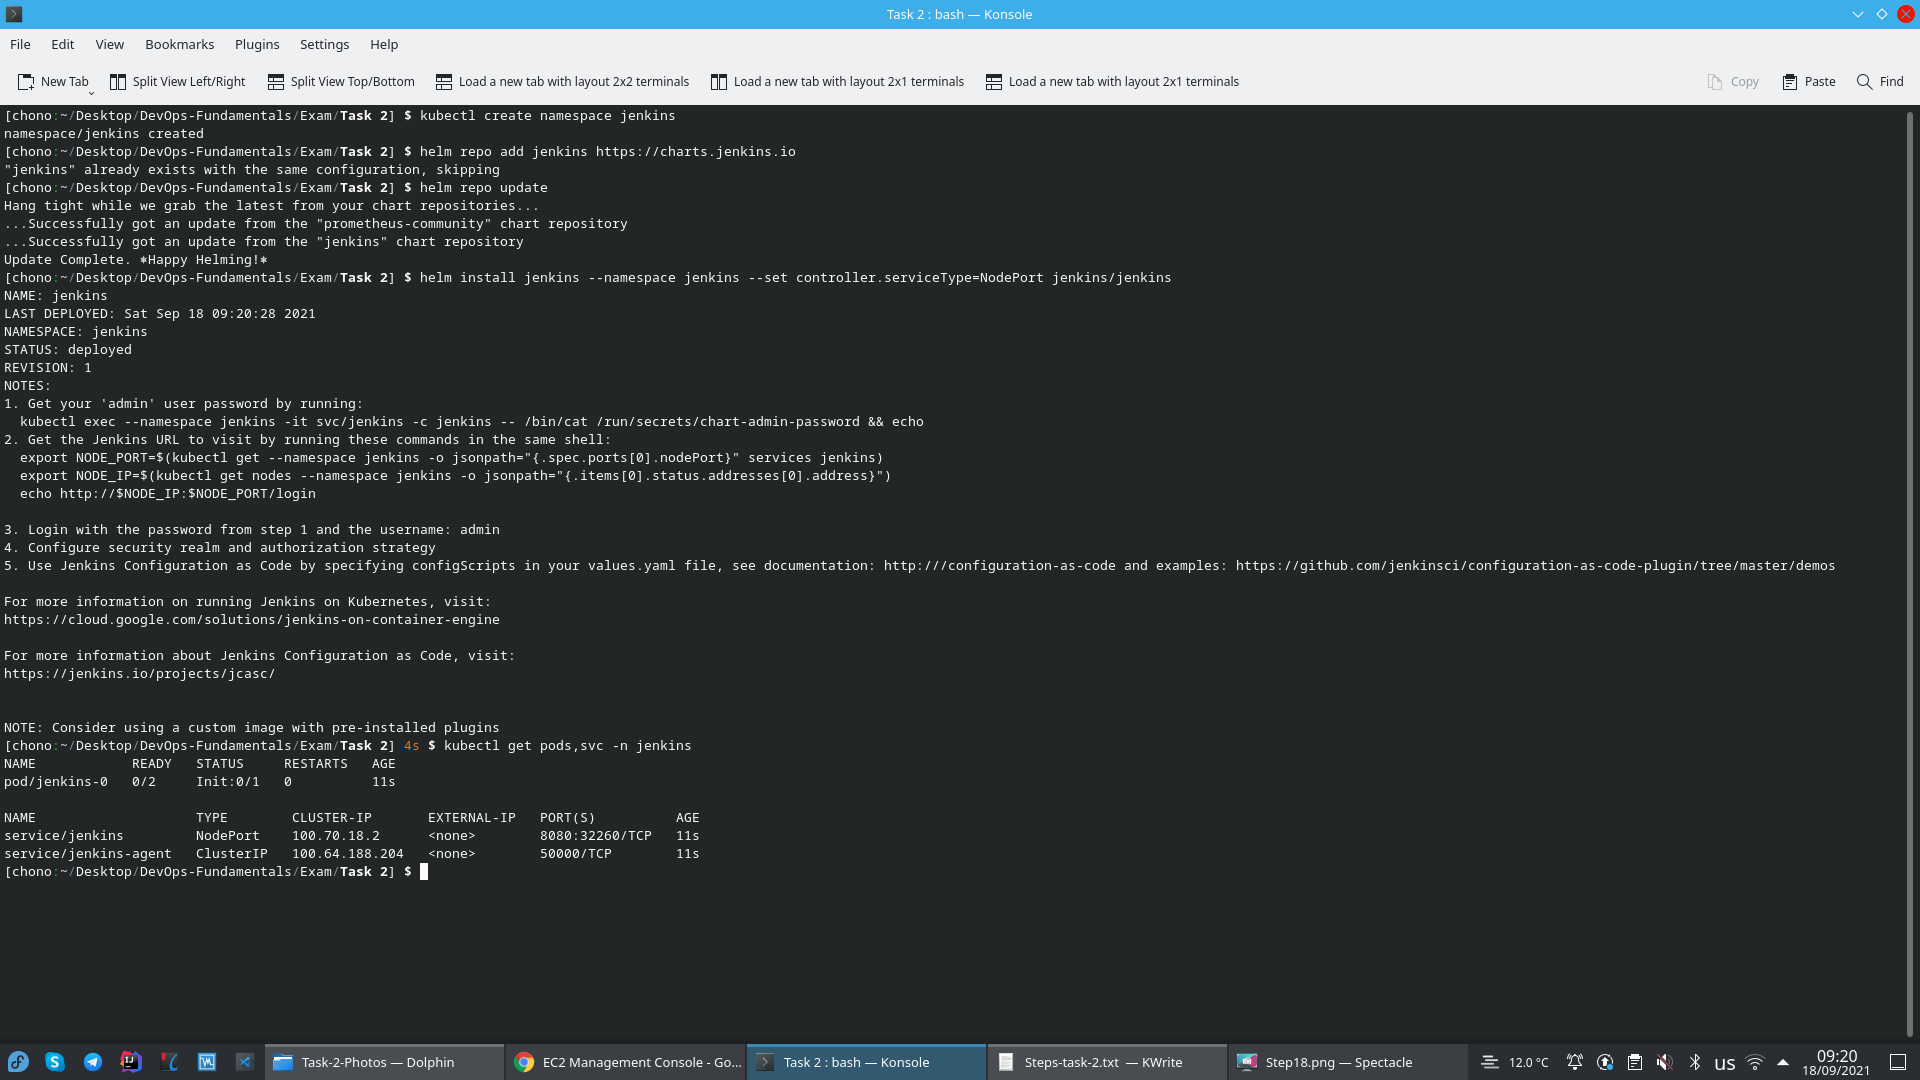 Task 2 : bash — Konsole
File Edit View Bookmarks Plugins Settings Help
New Tab Split View Left/Right Split View Top/Bottom Load a new tab with layout 2x2 terminals Load a new tab with layout 2x1 terminals Load a new tab with layout 2x1 terminals Copy Paste Find
[chono:~/Desktop/DevOps-Fundamentals/Exam/Task 2] $ kubectl create namespace jenkins
namespace/jenkins created
[chono:~/Desktop/DevOps-Fundamentals/Exam/Task 2] $ helm repo add jenkins https://charts.jenkins.io
"jenkins" already exists with the same configuration, skipping
[chono:~/Desktop/DevOps-Fundamentals/Exam/Task 2] $ helm repo update
Hang tight while we grab the latest from your chart repositories...
...Successfully got an update from the "prometheus-community" chart repository
...Successfully got an update from the "jenkins" chart repository
Update Complete. ⎈Happy Helming!⎈
[chono:~/Desktop/DevOps-Fundamentals/Exam/Task 2] $ helm install jenkins --namespace jenkins --set controller.serviceType=NodePort jenkins/jenkins
NAME: jenkins
LAST DEPLOYED: Sat Sep 18 09:20:28 2021
NAMESPACE: jenkins
STATUS: deployed
REVISION: 1
NOTES:
1. Get your 'admin' user password by running:
  kubectl exec --namespace jenkins -it svc/jenkins -c jenkins -- /bin/cat /run/secrets/chart-admin-password && echo
2. Get the Jenkins URL to visit by running these commands in the same shell:
  export NODE_PORT=$(kubectl get --namespace jenkins -o jsonpath="{.spec.ports[0].nodePort}" services jenkins)
  export NODE_IP=$(kubectl get nodes --namespace jenkins -o jsonpath="{.items[0].status.addresses[0].address}")
  echo http://$NODE_IP:$NODE_PORT/login
3. Login with the password from step 1 and the username: admin
4. Configure security realm and authorization strategy
5. Use Jenkins Configuration as Code by specifying configScripts in your values.yaml file, see documentation: http:///configuration-as-code and examples: https://github.com/jenkinsci/configuration-as-code-plugin/tree/master/demos
For more information on running Jenkins on Kubernetes, visit:
https://cloud.google.com/solutions/jenkins-on-container-engine
For more information about Jenkins Configuration as Code, visit:
https://jenkins.io/projects/jcasc/
NOTE: Consider using a custom image with pre-installed plugins
[chono:~/Desktop/DevOps-Fundamentals/Exam/Task 2] 4s $ kubectl get pods,svc -n jenkins
NAME            READY   STATUS     RESTARTS   AGE
pod/jenkins-0   0/2     Init:0/1   0          11s
NAME                    TYPE        CLUSTER-IP       EXTERNAL-IP   PORT(S)          AGE
service/jenkins         NodePort    100.70.18.2      <none>        8080:32260/TCP   11s
service/jenkins-agent   ClusterIP   100.64.188.204   <none>        50000/TCP        11s
[chono:~/Desktop/DevOps-Fundamentals/Exam/Task 2] $
Task-2-Photos — Dolphin EC2 Management Console - Go... Task 2 : bash — Konsole Steps-task-2.txt — KWrite Step18.png — Spectacle 12.0 °C us 09:20
18/09/2021